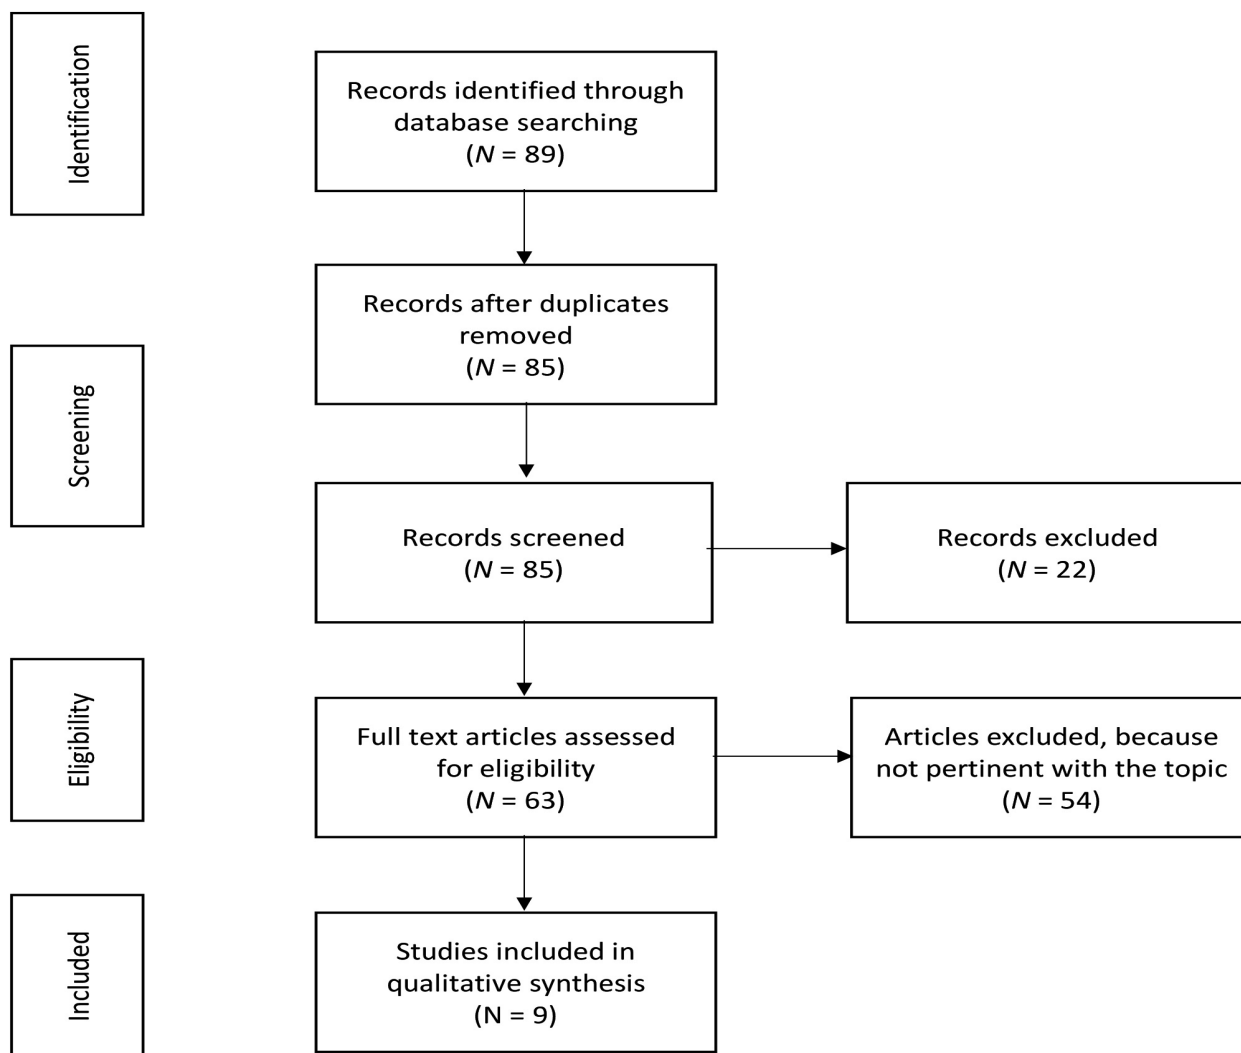 Identification
Records identified through
database searching
(N = 89)
Records after duplicates
removed
(N = 85)
Screening
Records screened
(N = 85)
Records excluded
(N = 22)
Eligibility
Full text articles assessed
for eligibility
(N = 63)
Articles excluded, because
not pertinent with the topic
(N = 54)
Included
Studies included in
qualitative synthesis
(N = 9)